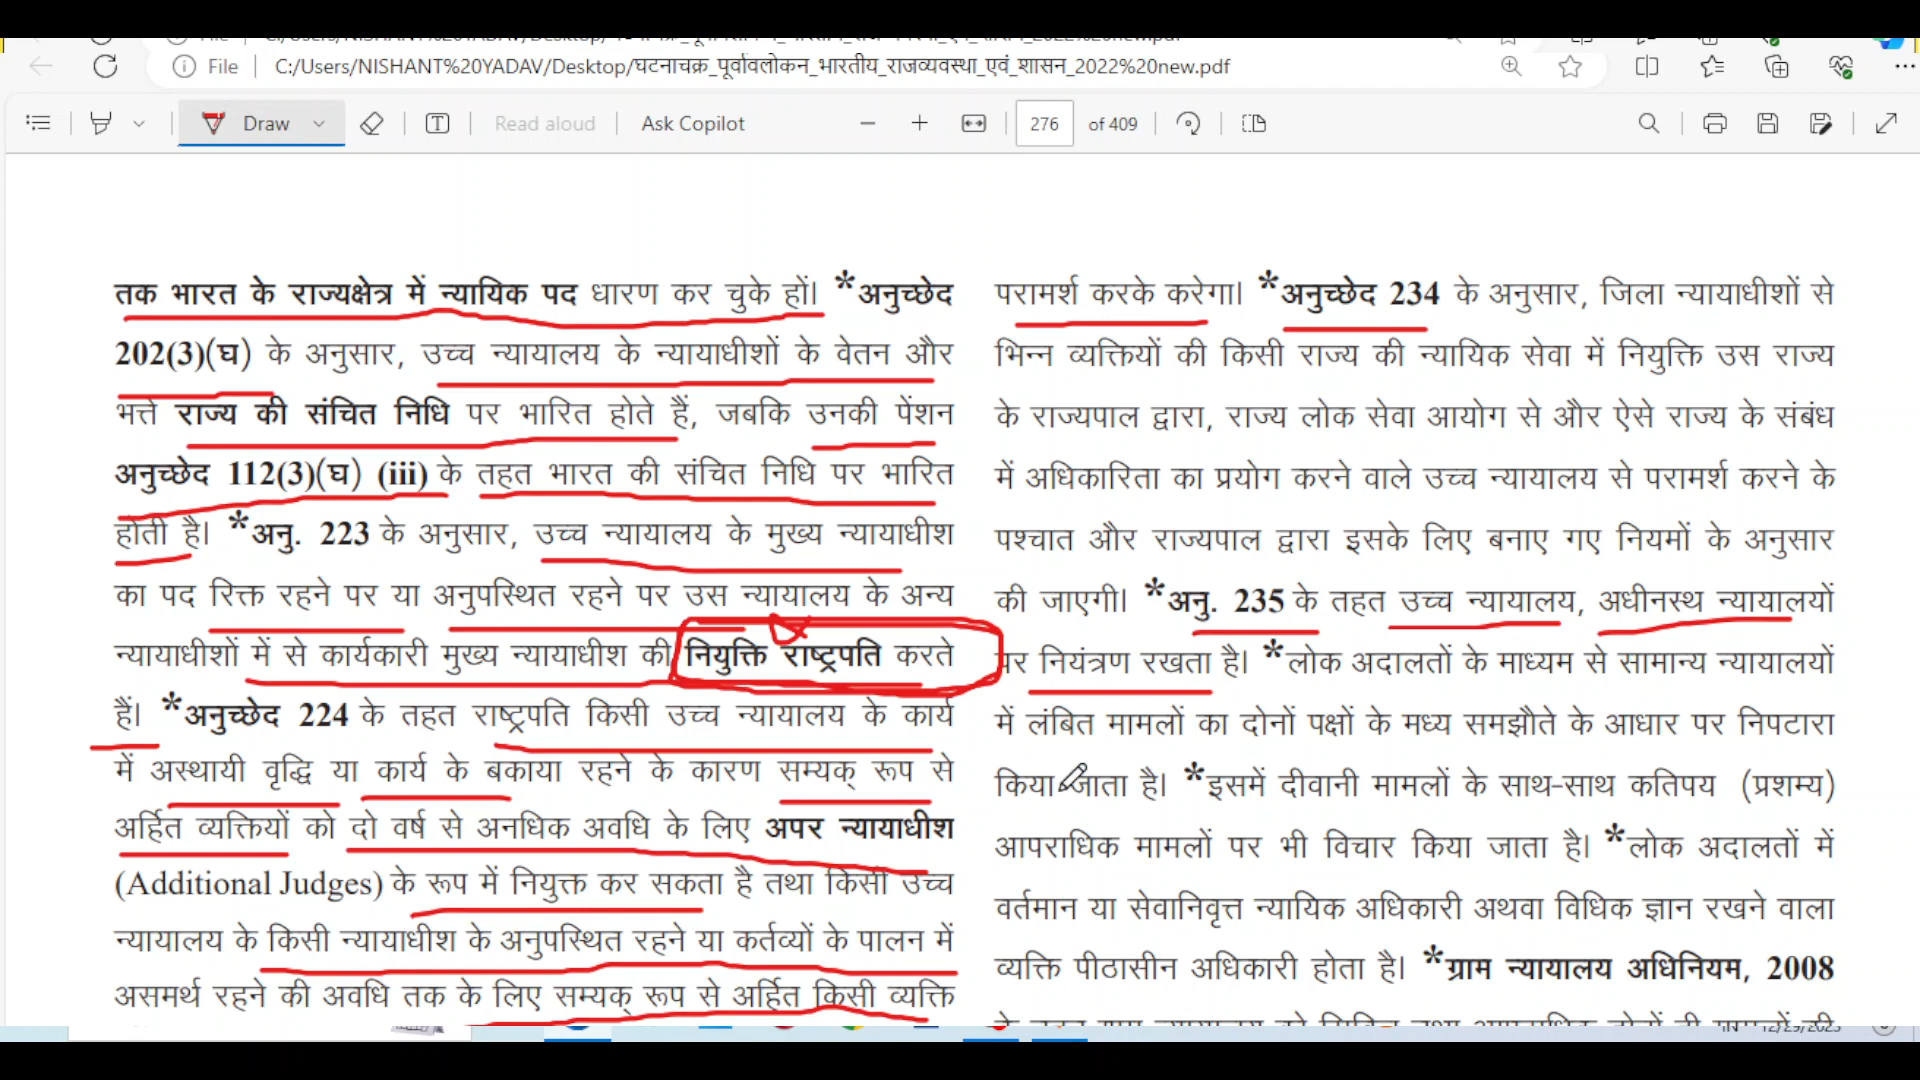 File C:/Users/NISHANT%20YADAV/Desktop/घटनाचक्र_पूर्वावलोकन_भारतीय_राजव्यवस्था_एवं_शासन_2022%20new.pdf
Draw Read aloud Ask Copilot 276 of 409
तक भारत के राज्यक्षेत्र में न्यायिक पद धारण कर चुके हों। *अनुच्छेद
202(3)(घ) के अनुसार, उच्च न्यायालय के न्यायाधीशों के वेतन और
भत्ते राज्य की संचित निधि पर भारित होते हैं, जबकि उनकी पेंशन
अनुच्छेद 112(3)(घ) (iii) के तहत भारत की संचित निधि पर भारित
होती है। *अनु. 223 के अनुसार, उच्च न्यायालय के मुख्य न्यायाधीश
का पद रिक्त रहने पर या अनुपस्थित रहने पर उस न्यायालय के अन्य
न्यायाधीशों में से कार्यकारी मुख्य न्यायाधीश की नियुक्ति राष्ट्रपति करते
हैं। *अनुच्छेद 224 के तहत राष्ट्रपति किसी उच्च न्यायालय के कार्य
में अस्थायी वृद्धि या कार्य के बकाया रहने के कारण सम्यक् रूप से
अर्हित व्यक्तियों को दो वर्ष से अनधिक अवधि के लिए अपर न्यायाधीश
(Additional Judges) के रूप में नियुक्त कर सकता है तथा किसी उच्च
न्यायालय के किसी न्यायाधीश के अनुपस्थित रहने या कर्तव्यों के पालन में
असमर्थ रहने की अवधि तक के लिए सम्यक् रूप से अर्हित किसी व्यक्ति
परामर्श करके करेगा। *अनुच्छेद 234 के अनुसार, जिला न्यायाधीशों से
भिन्न व्यक्तियों की किसी राज्य की न्यायिक सेवा में नियुक्ति उस राज्य
के राज्यपाल द्वारा, राज्य लोक सेवा आयोग से और ऐसे राज्य के संबंध
में अधिकारिता का प्रयोग करने वाले उच्च न्यायालय से परामर्श करने के
पश्चात और राज्यपाल द्वारा इसके लिए बनाए गए नियमों के अनुसार
की जाएगी। *अनु. 235 के तहत उच्च न्यायालय, अधीनस्थ न्यायालयों
पर नियंत्रण रखता है। *लोक अदालतों के माध्यम से सामान्य न्यायालयों
में लंबित मामलों का दोनों पक्षों के मध्य समझौते के आधार पर निपटारा
किया जाता है। *इसमें दीवानी मामलों के साथ-साथ कतिपय (प्रशम्य)
आपराधिक मामलों पर भी विचार किया जाता है। *लोक अदालतों में
वर्तमान या सेवानिवृत्त न्यायिक अधिकारी अथवा विधिक ज्ञान रखने वाला
व्यक्ति पीठासीन अधिकारी होता है। *ग्राम न्यायालय अधिनियम, 2008